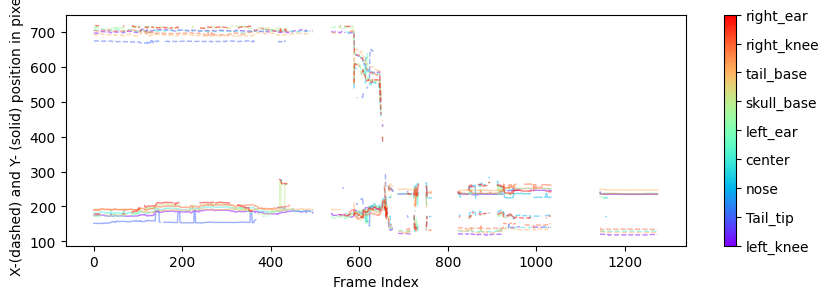 X-(dashed) and Y- (solid) position in pixe
700
600
500
400
300
200
100
0
200
400
600
800
1000
1200
Frame Index
right_ear
right_knee
tail_base
skull_base
left_ear
center
nose
Tail_tip
left_knee